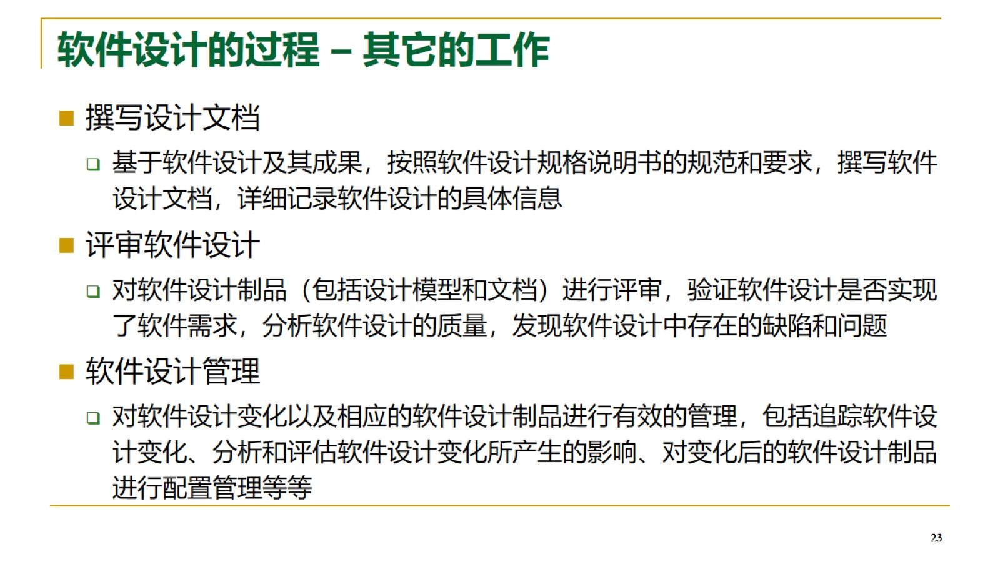 软件设计的过程 – 其它的工作
撰写设计文档
基于软件设计及其成果，按照软件设计规格说明书的规范和要求，撰写软件
设计文档，详细记录软件设计的具体信息
评审软件设计
对软件设计制品（包括设计模型和文档）进行评审，验证软件设计是否实现
了软件需求，分析软件设计的质量，发现软件设计中存在的缺陷和问题
软件设计管理
对软件设计变化以及相应的软件设计制品进行有效的管理，包括追踪软件设
计变化、分析和评估软件设计变化所产生的影响、对变化后的软件设计制品
进行配置管理等等
23